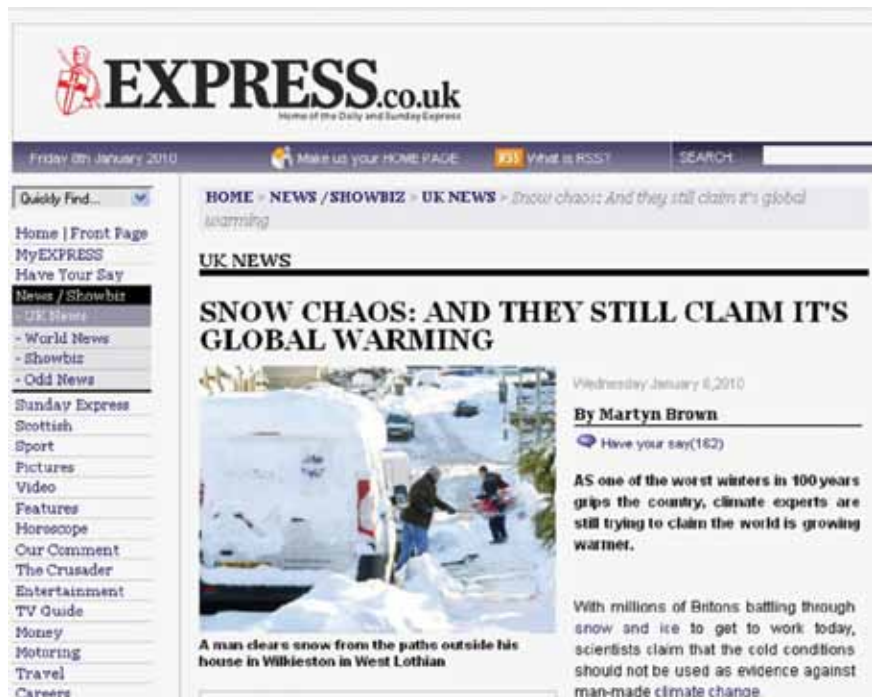 EXPRESS.co.uk
Home of the Daily and Sunday Express
Friday 8th January 2010
Make us your HOME PAGE
RSS What is RSS?
SEARCH:
Quickly Find...
Home | Front Page
MyEXPRESS
Have Your Say
News / Showbiz
- UK News
- World News
- Showbiz
- Odd News
Sunday Express
Scottish
Sport
Pictures
Video
Features
Horoscope
Our Comment
The Crusader
Entertainment
TV Guide
Money
Motoring
Travel
Careers
HOME > NEWS / SHOWBIZ > UK NEWS > Snow chaos: And they still claim it's global
warming
UK NEWS
SNOW CHAOS: AND THEY STILL CLAIM IT'S
GLOBAL WARMING
A man clears snow from the paths outside his
house in Wilkieston in West Lothian
Wednesday January 6,2010
By Martyn Brown
Have your say(162)
AS one of the worst winters in 100 years
grips the country, climate experts are
still trying to claim the world is growing
warmer.
With millions of Britons battling through
snow and ice to get to work today,
scientists claim that the cold conditions
should not be used as evidence against
man-made climate change.